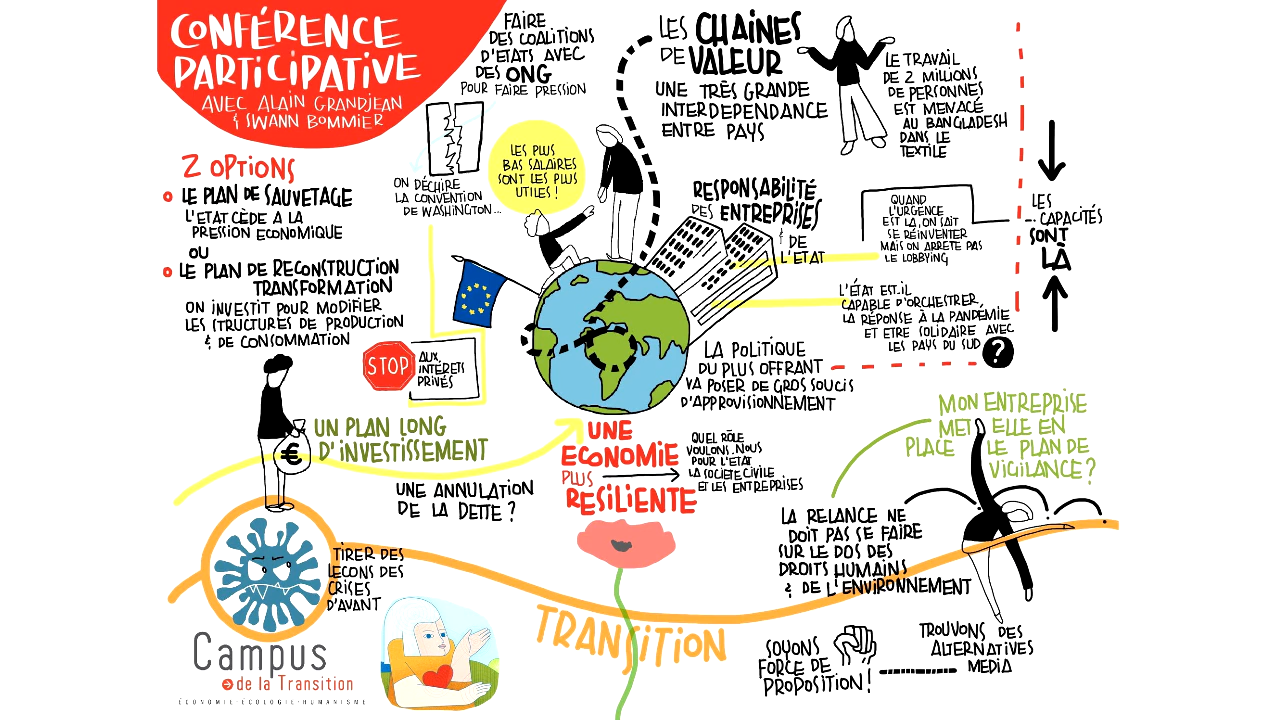 CONFÉRENCE
PARTICIPATIVE
AVEC ALAIN GRANDJEAN
& SWANN BOMMIER
2 OPTIONS
LE PLAN DE SAUVETAGE
L'ETAT CÈDE A LA
PRESSION ECONOMIQUE
OU
LE PLAN DE RECONSTRUCTION
TRANSFORMATION
ON INVESTIT POUR MODIFIER
LES STRUCTURES DE PRODUCTION
& DE CONSOMMATION
FAIRE
DES COALITIONS
D'ETATS AVEC
DES ONG
POUR FAIRE PRESSION
ON DÉCHIRE
LA CONVENTION
DE WASHINGTON...
LES PLUS
BAS SALAIRES
SONT LES PLUS
UTILES !
LES CHAINES
DE VALEUR
UNE TRÈS GRANDE
INTERDEPENDANCE
ENTRE PAYS
LE TRAVAIL
DE 2 MILLIONS
DE PERSONNES
EST MENACÉ
AU BANGLADESH
DANS LE
TEXTILE
RESPONSABILITÉ
DES ENTREPRISES
& DE
L'ETAT
QUAND
L'URGENCE
EST LÀ, ON SAIT
SE RÉINVENTER
MAIS ON ARRETE PAS
LE LOBBYING
LES
CAPACITÉS
SONT
LÀ
L'ÉTAT EST-IL
CAPABLE D'ORCHESTRER,
LA RÉPONSE À LA PANDÉMIE
ET ETRE SOLIDAIRE AVEC
LES PAYS DU SUD ?
LA POLITIQUE
DU PLUS OFFRANT
VA POSER DE GROS SOUCIS
D'APPROVISIONNEMENT
STOP
AUX
INTÉRETS
PRIVÉS
€
UN PLAN LONG
D'INVESTISSEMENT
UNE ANNULATION
DE LA DETTE ?
UNE
ECONOMIE
PLUS
RESILIENTE
QUEL RÔLE
VOULONS-NOUS
POUR L'ETAT
LA SOCIETE CIVILE
ET LES ENTREPRISES
MON ENTREPRISE
MET ELLE EN
PLACE LE PLAN DE
VIGILANCE ?
LA RELANCE NE
DOIT PAS SE FAIRE
SUR LE DOS DES
DROITS HUMAINS
& DE L'ENVIRONNEMENT
TIRER DES
LEÇONS DES
CRISES
D'AVANT
TRANSITION
SOYONS
FORCE DE
PROPOSITION !
TROUVONS DES
ALTERNATIVES
MEDIA
Campus
de la Transition
ÉCONOMIE·ECOLOGIE·HUMANISME